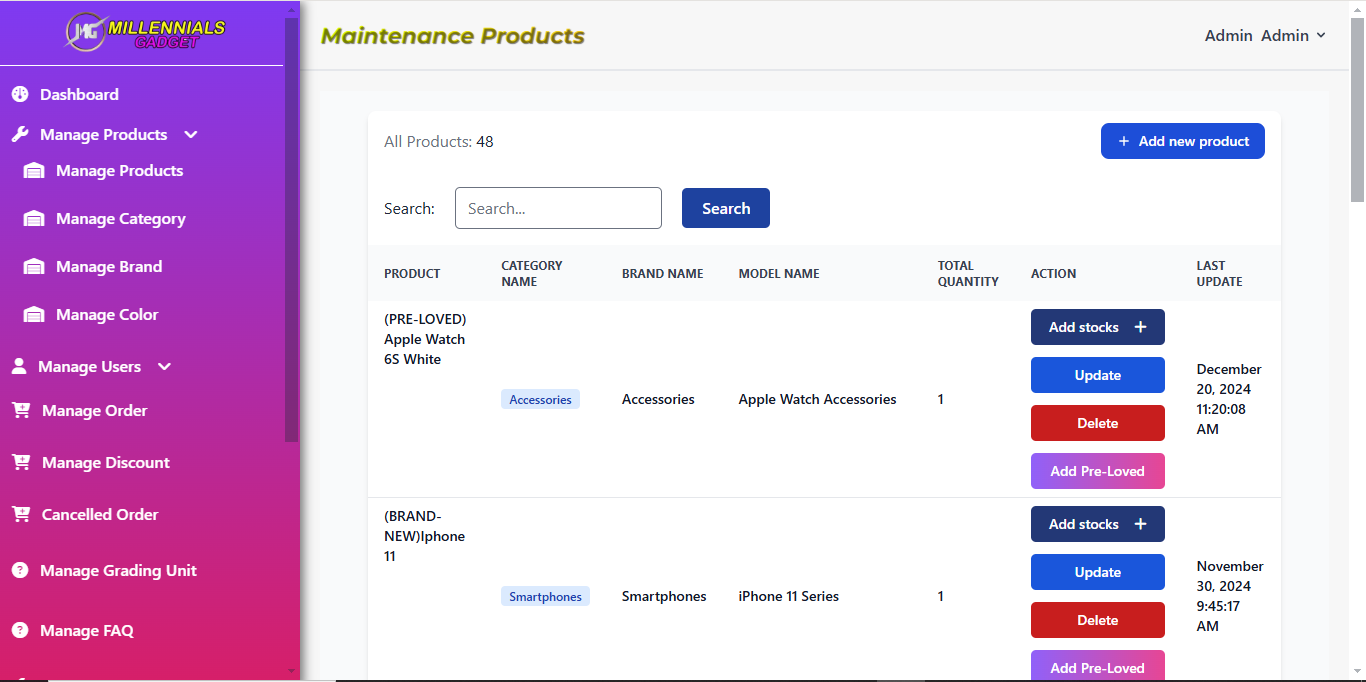 MG MILLENNIALS
GADGET
Dashboard
Manage Products
Manage Products
Manage Category
Manage Brand
Manage Color
Manage Users
Manage Order
Manage Discount
Cancelled Order
Manage Grading Unit
Manage FAQ
Maintenance Products
Admin Admin
All Products: 48
+ Add new product
Search:
Search...
Search
PRODUCT
CATEGORY
NAME
BRAND NAME
MODEL NAME
TOTAL
QUANTITY
ACTION
LAST
UPDATE
(PRE-LOVED)
Apple Watch
6S White
Accessories
Accessories
Apple Watch Accessories
1
Add stocks +
Update
Delete
Add Pre-Loved
December
20, 2024
11:20:08
AM
(BRAND-
NEW)Iphone
11
Smartphones
Smartphones
iPhone 11 Series
1
Add stocks +
Update
Delete
Add Pre-Loved
November
30, 2024
9:45:17
AM